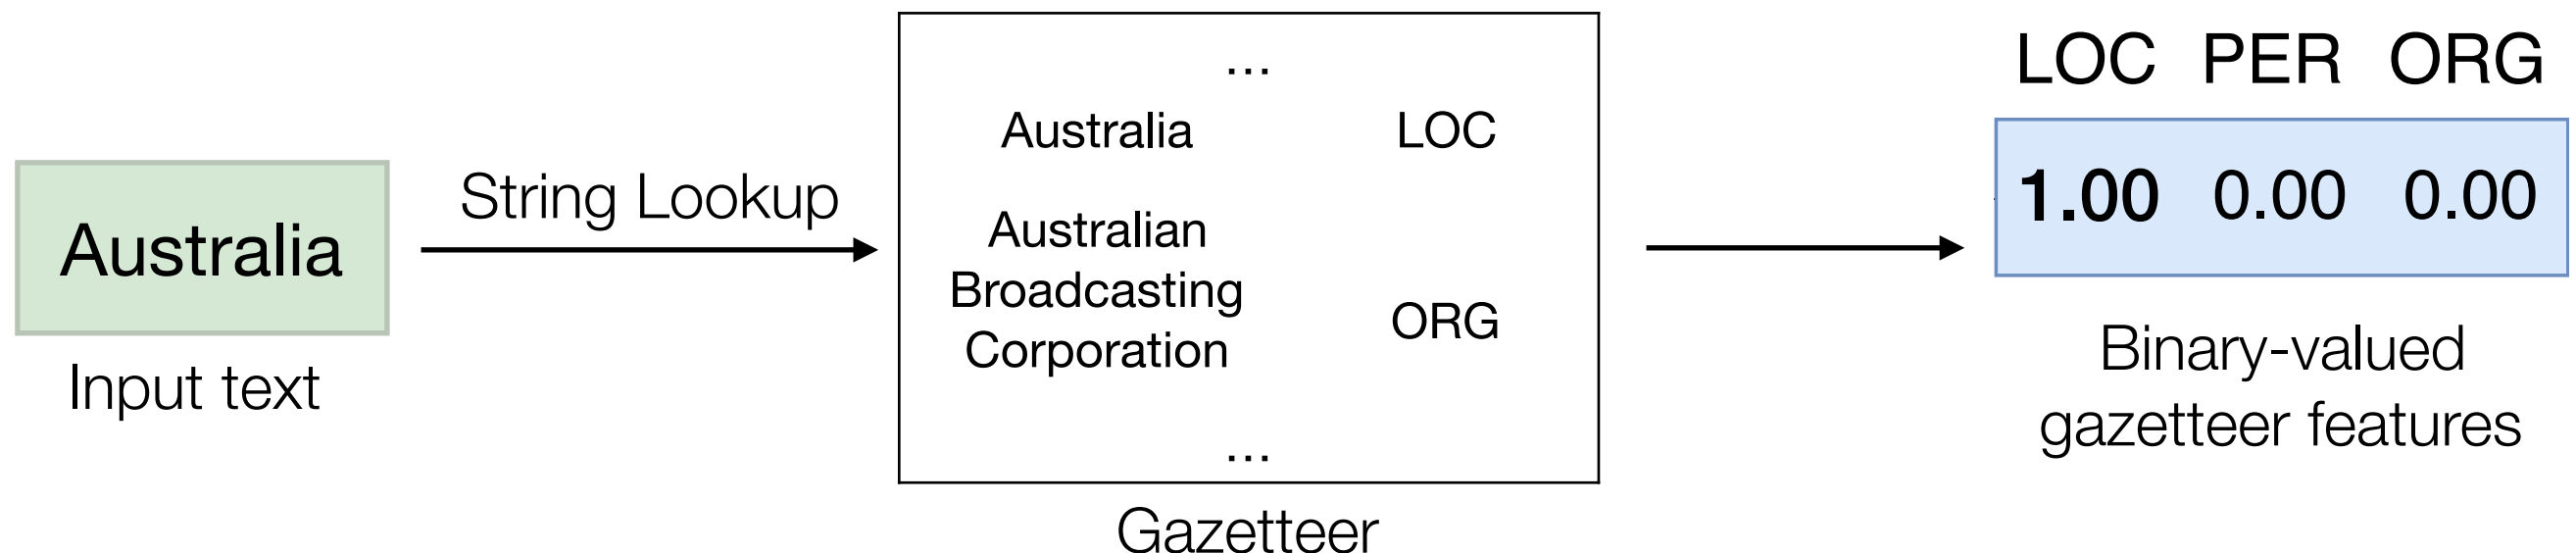 Australia
Input text
String Lookup
...
Australia LOC
Australian
Broadcasting
Corporation
ORG
...
Gazetteer
LOC PER ORG
1.00 0.00 0.00
Binary-valued
gazetteer features